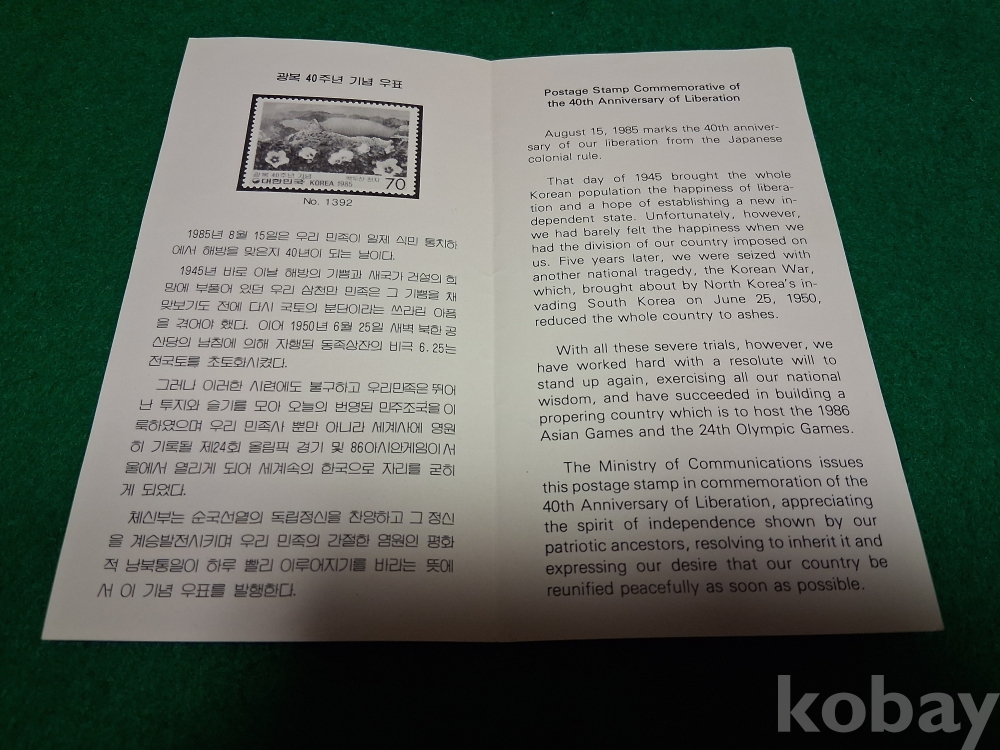 광복 40주년 기념 우표
광복 40주년 기념
백두산 천지
대한민국 KOREA 1985 70
No. 1392
1985년 8월 15일은 우리 민족이 일제 식민 통치하
에서 해방을 맞은지 40년이 되는 날이다.
1945년 바로 이날 해방의 기쁨과 새국가 건설의 희
망에 부풀어 있던 우리 삼천만 민족은 그 기쁨을 채
맛보기도 전에 다시 국토의 분단이라는 쓰라린 아픔
을 겪어야 했다. 이어 1950년 6월 25일 새벽 북한 공
산당의 남침에 의해 자행된 동족상잔의 비극 6.25는
전국토를 초토화시켰다.
그러나 이러한 시련에도 불구하고 우리민족은 뛰어
난 투지와 슬기를 모아 오늘의 번영된 민주조국을 이
룩하였으며 우리 민족사 뿐만 아니라 세계사에 영원
히 기록될 제24회 올림픽 경기 및 86아시안게임이 서
울에서 열리게 되어 세계속의 한국으로 자리를 굳히
게 되었다.
체신부는 순국선열의 독립정신을 찬양하고 그 정신
을 계승발전시키며 우리 민족의 간절한 염원인 평화
적 남북통일이 하루 빨리 이루어지기를 바라는 뜻에
서 이 기념 우표를 발행한다.
Postage Stamp Commemorative of
the 40th Anniversary of Liberation
August 15, 1985 marks the 40th anniver-
sary of our liberation from the Japanese
colonial rule.
That day of 1945 brought the whole
Korean population the happiness of libera-
tion and a hope of establishing a new in-
dependent state. Unfortunately, however,
we had barely felt the happiness when we
had the division of our country imposed on
us. Five years later, we were seized with
another national tragedy, the Korean War,
which, brought about by North Korea's in-
vading South Korea on June 25, 1950,
reduced the whole country to ashes.
With all these severe trials, however, we
have worked hard with a resolute will to
stand up again, exercising all our national
wisdom, and have succeeded in building a
propering country which is to host the 1986
Asian Games and the 24th Olympic Games.
The Ministry of Communications issues
this postage stamp in commemoration of the
40th Anniversary of Liberation, appreciating
the spirit of independence shown by our
patriotic ancestors, resolving to inherit it and
expressing our desire that our country be
reunified peacefully as soon as possible.
kobay